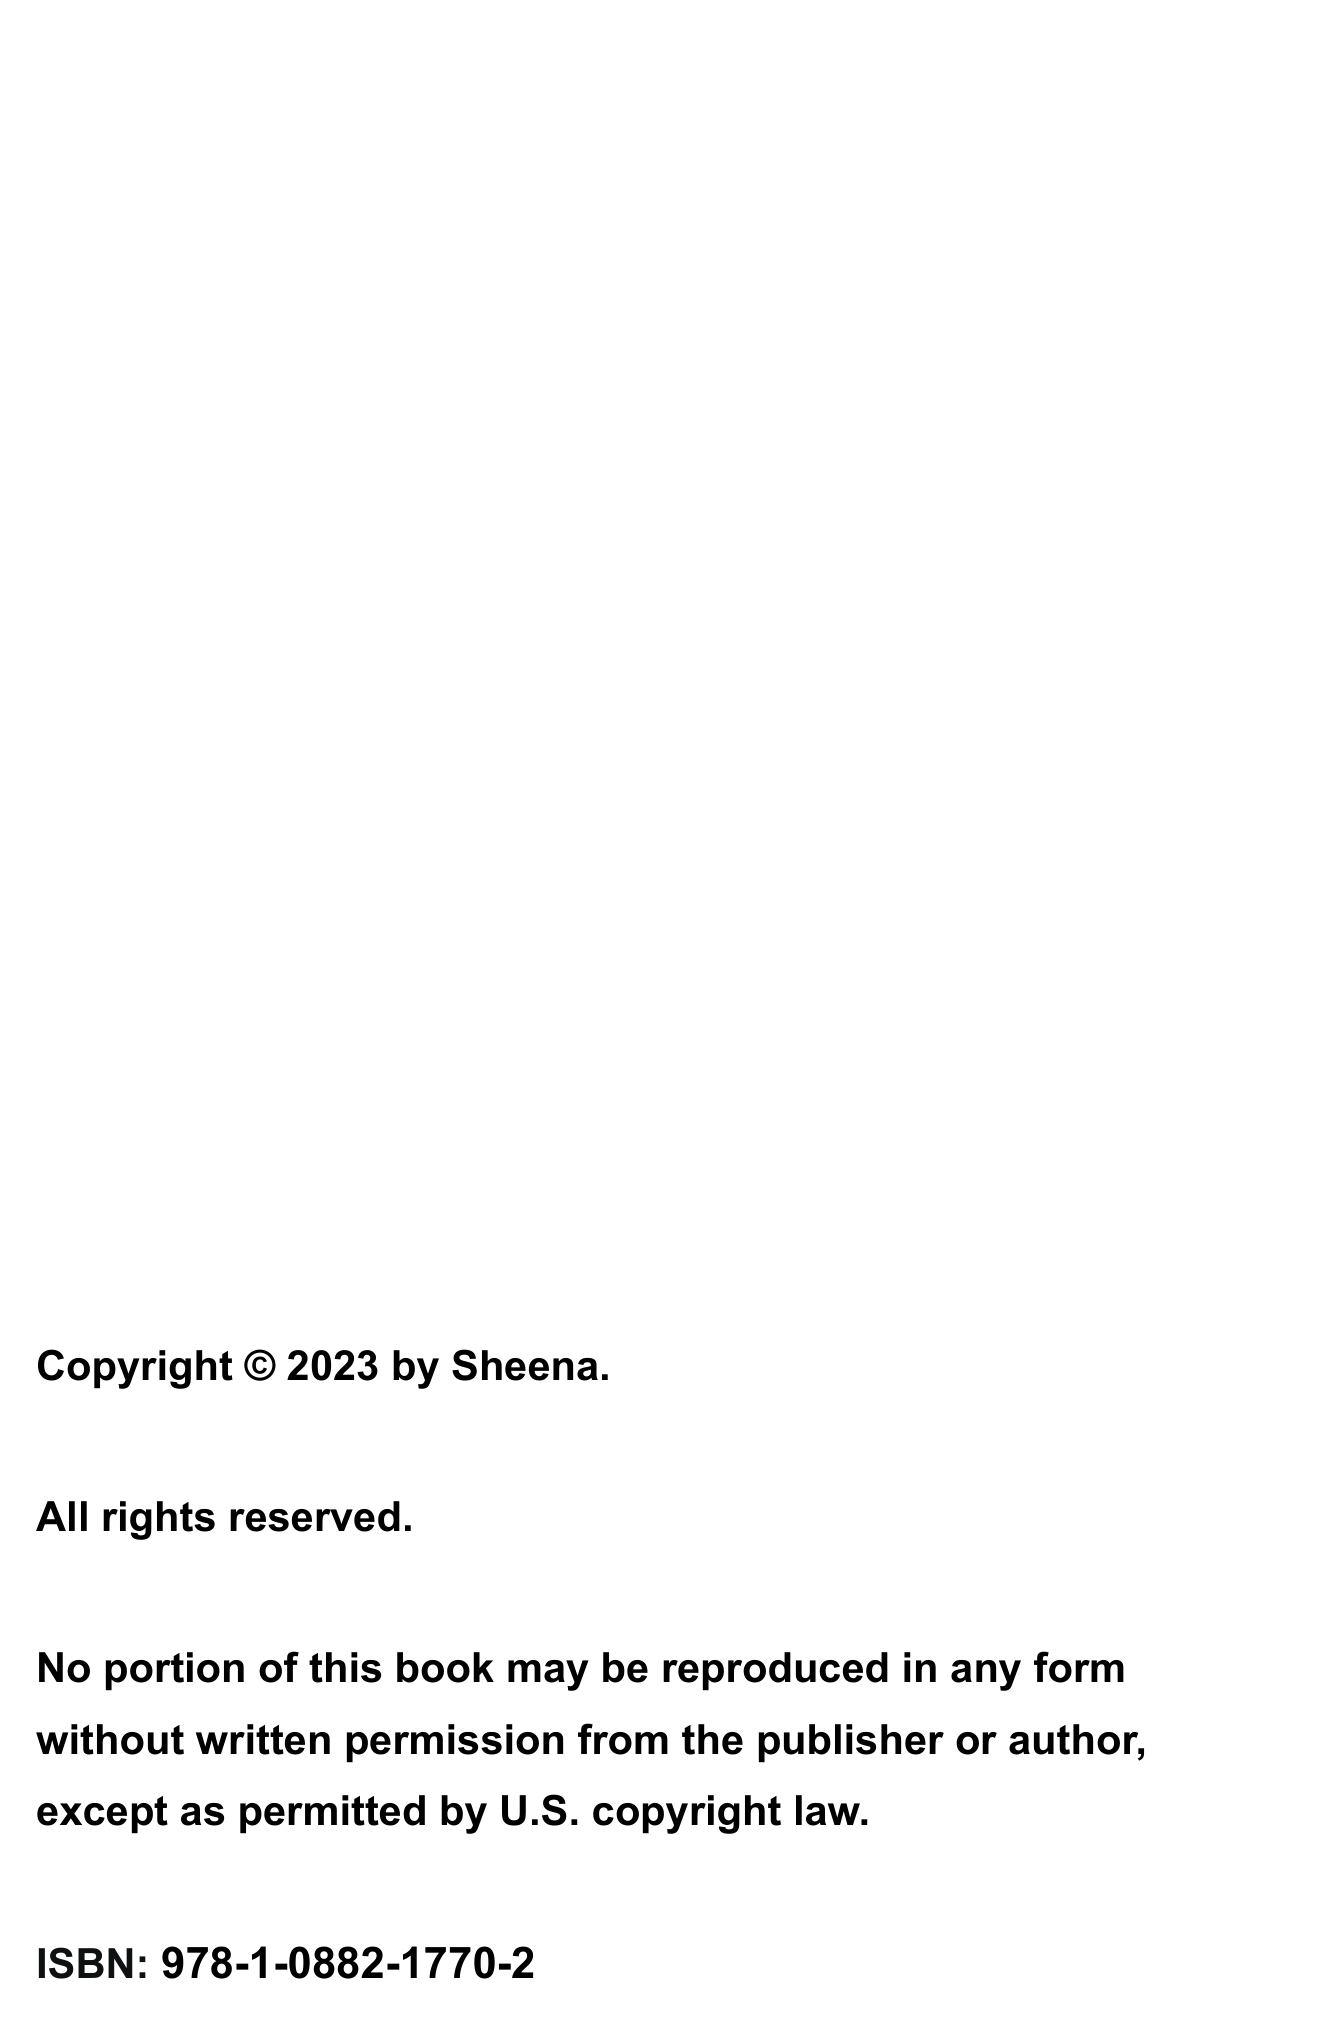 Copyright © 2023 by Sheena.
All rights reserved.
No portion of this book may be reproduced in any form
without written permission from the publisher or author,
except as permitted by U.S. copyright law.
ISBN: 978-1-0882-1770-2